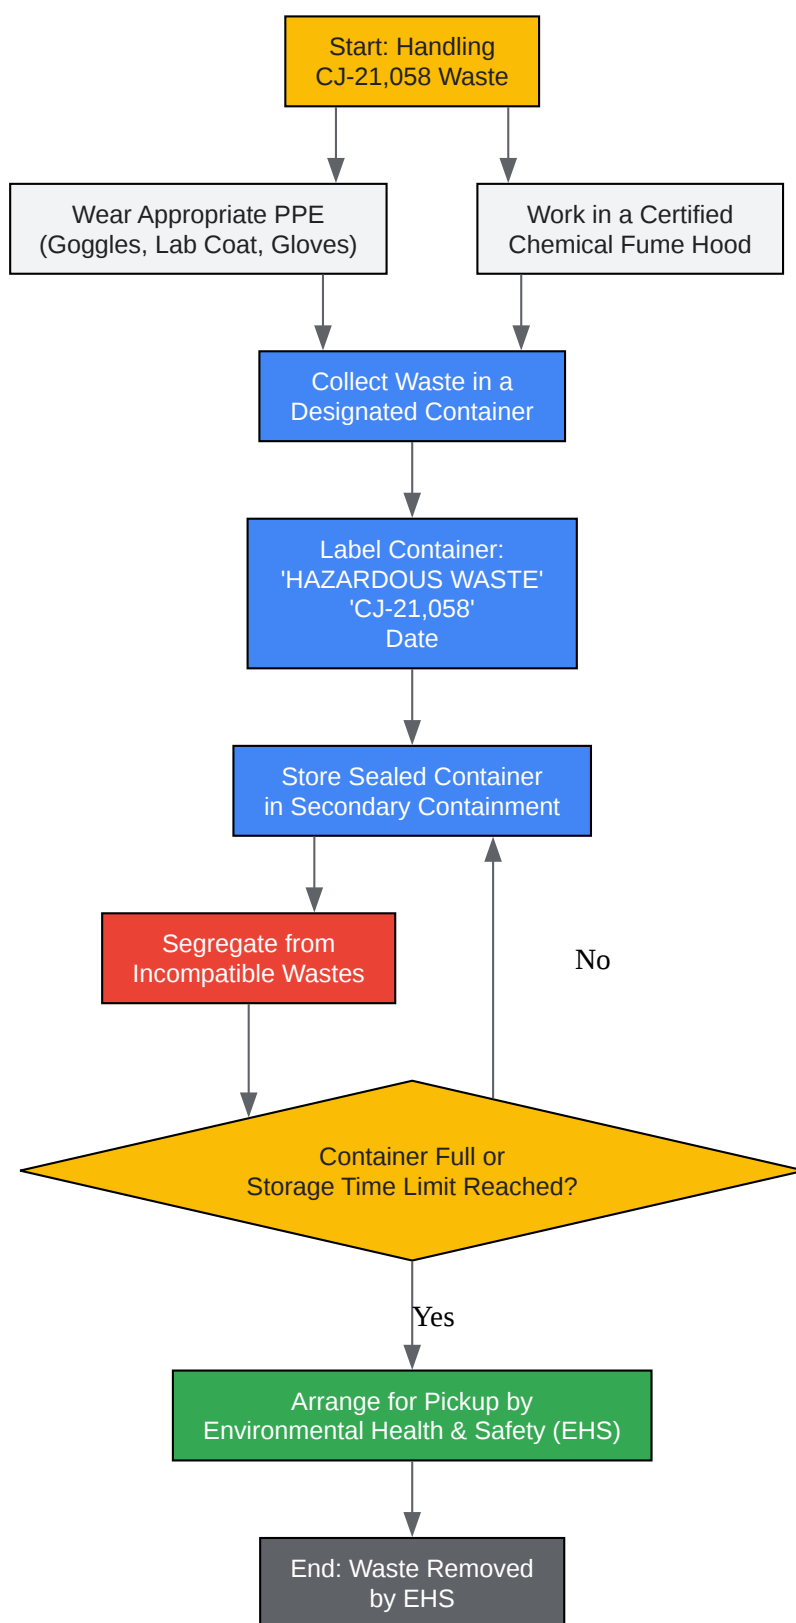 Start: Handling
CJ-21,058 Waste
Wear Appropriate PPE
(Goggles, Lab Coat, Gloves)
Work in a Certified
Chemical Fume Hood
Collect Waste in a
Designated Container
Label Container:
'HAZARDOUS WASTE'
'CJ-21,058'
Date
Store Sealed Container
in Secondary Containment
Segregate from
Incompatible Wastes
No
Container Full or
Storage Time Limit Reached?
Yes
Arrange for Pickup by
Environmental Health & Safety (EHS)
End: Waste Removed
by EHS